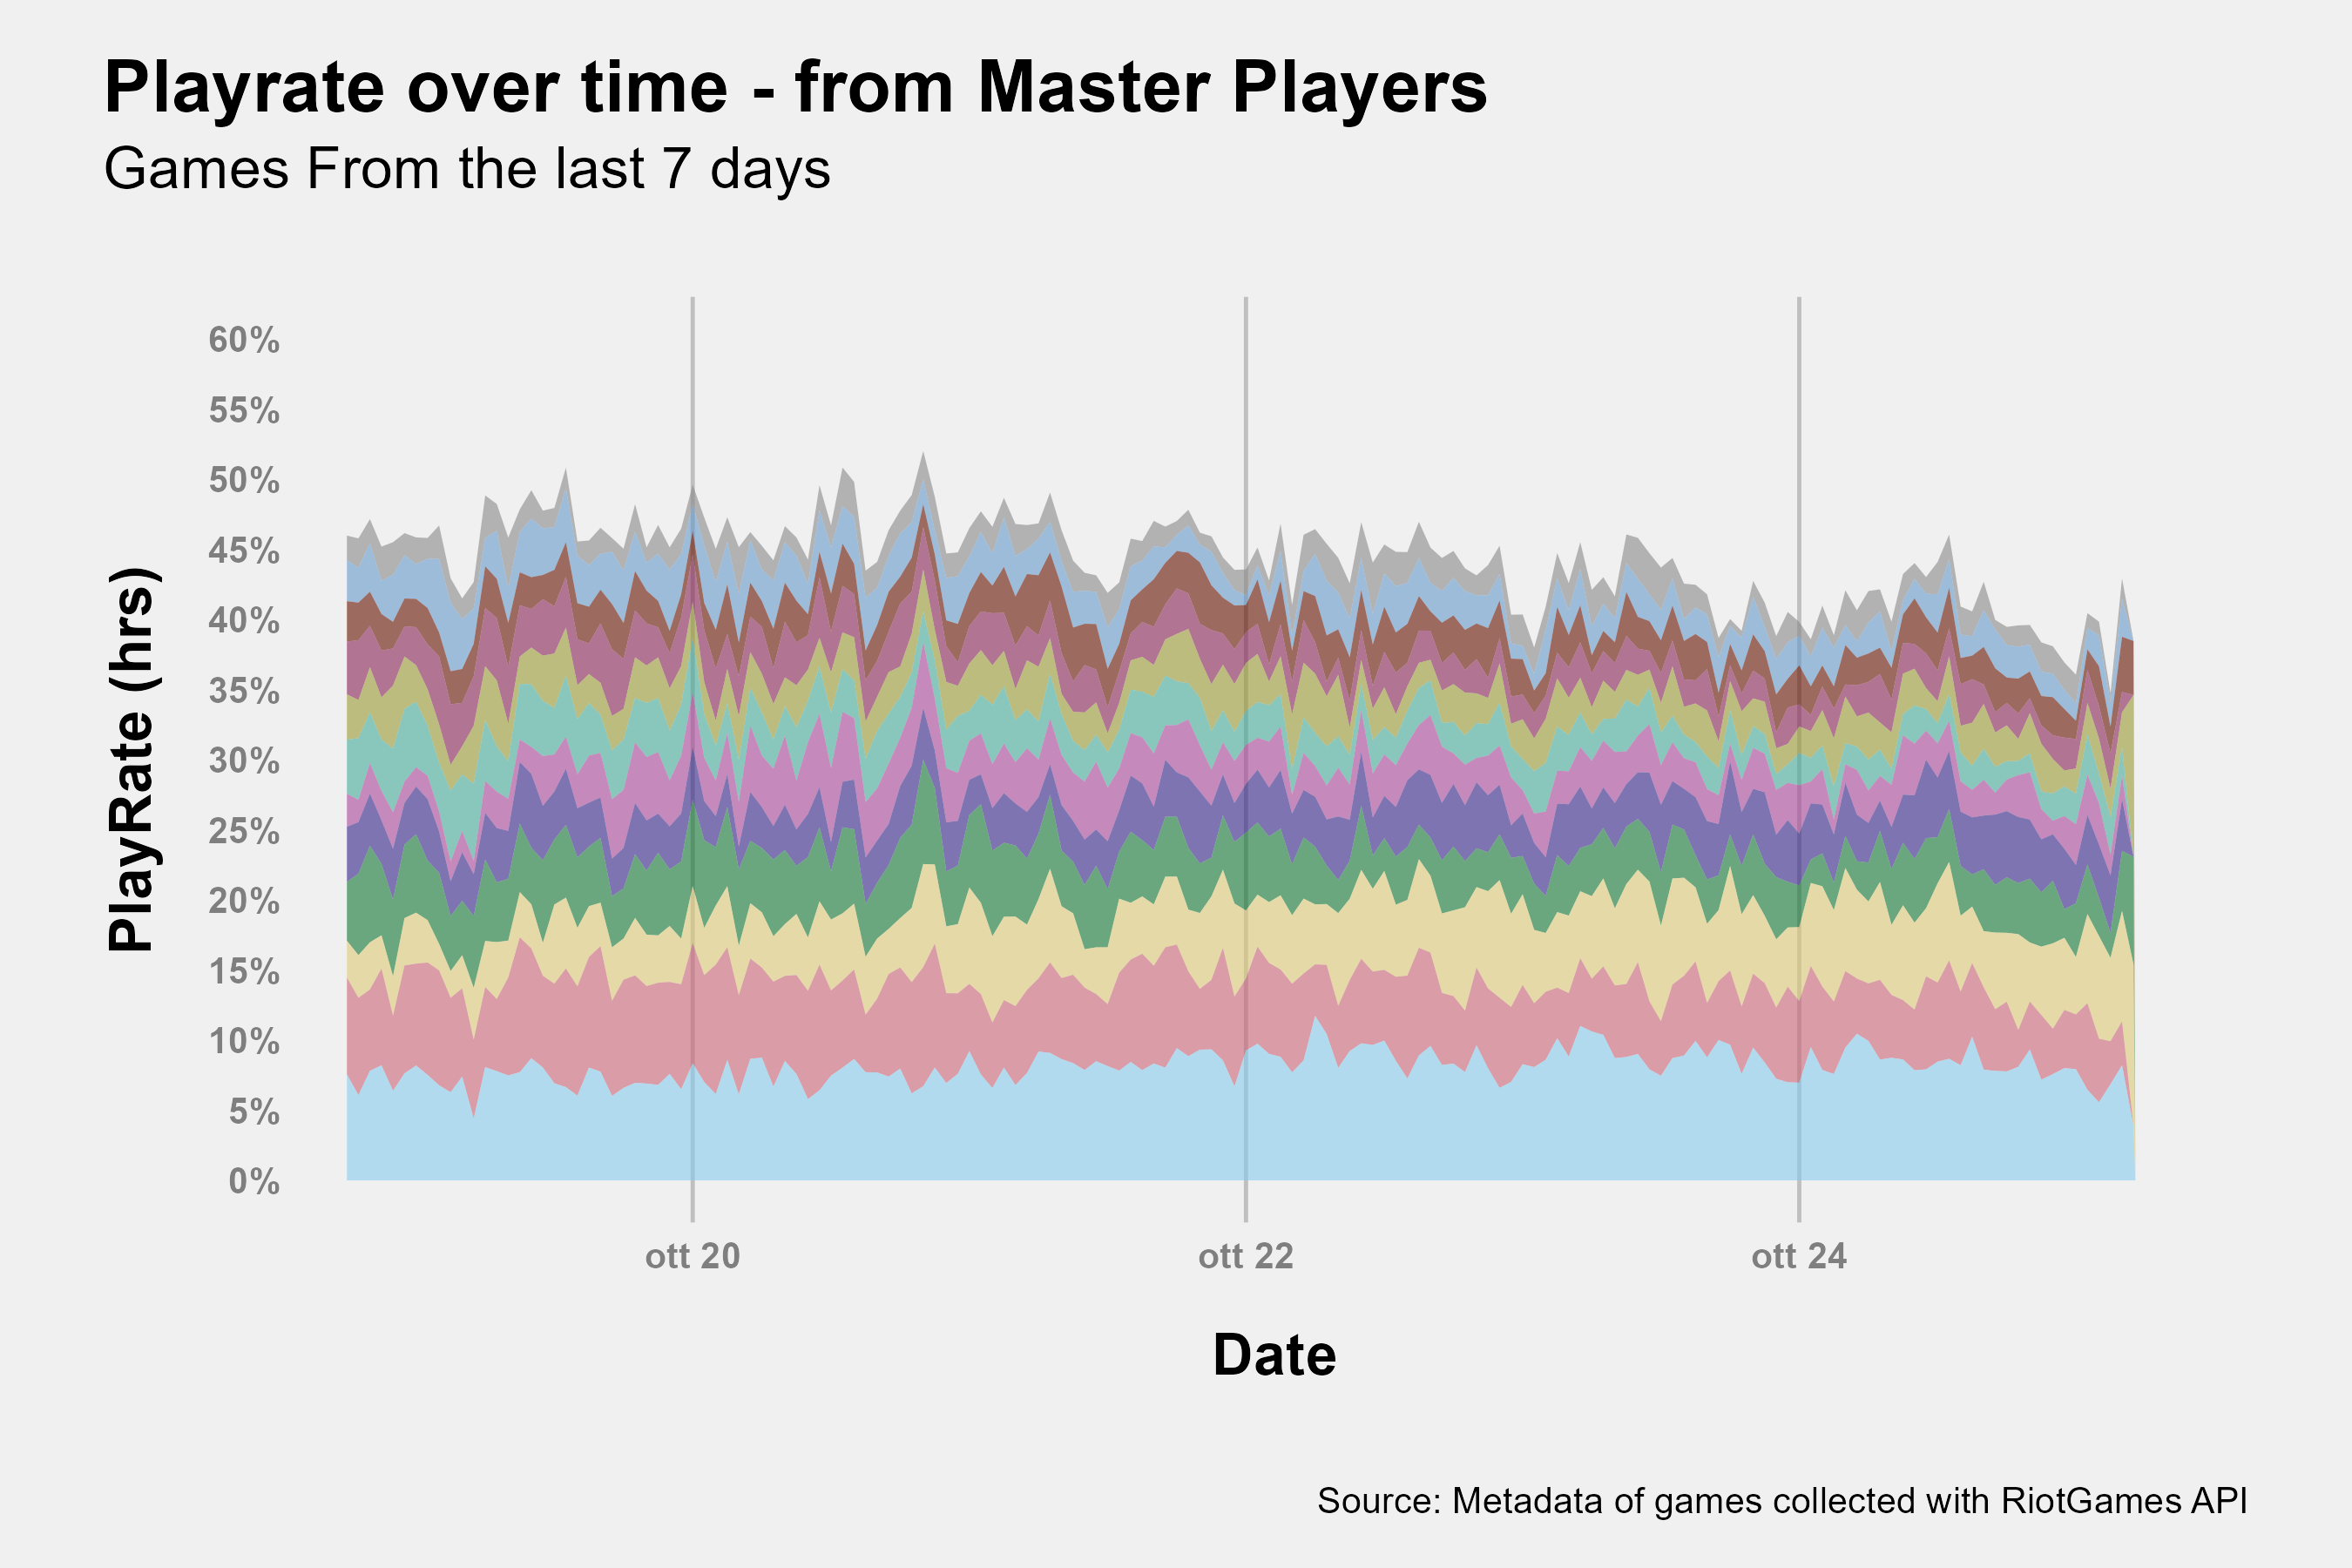 Playrate over time - from Master Players
Games From the last 7 days
PlayRate (hrs)
60%
55%
50%
45%
40%
35%
30%
25%
20%
15%
10%
5%
0%
ott 20
ott 22
ott 24
Date
Source: Metadata of games collected with RiotGames API